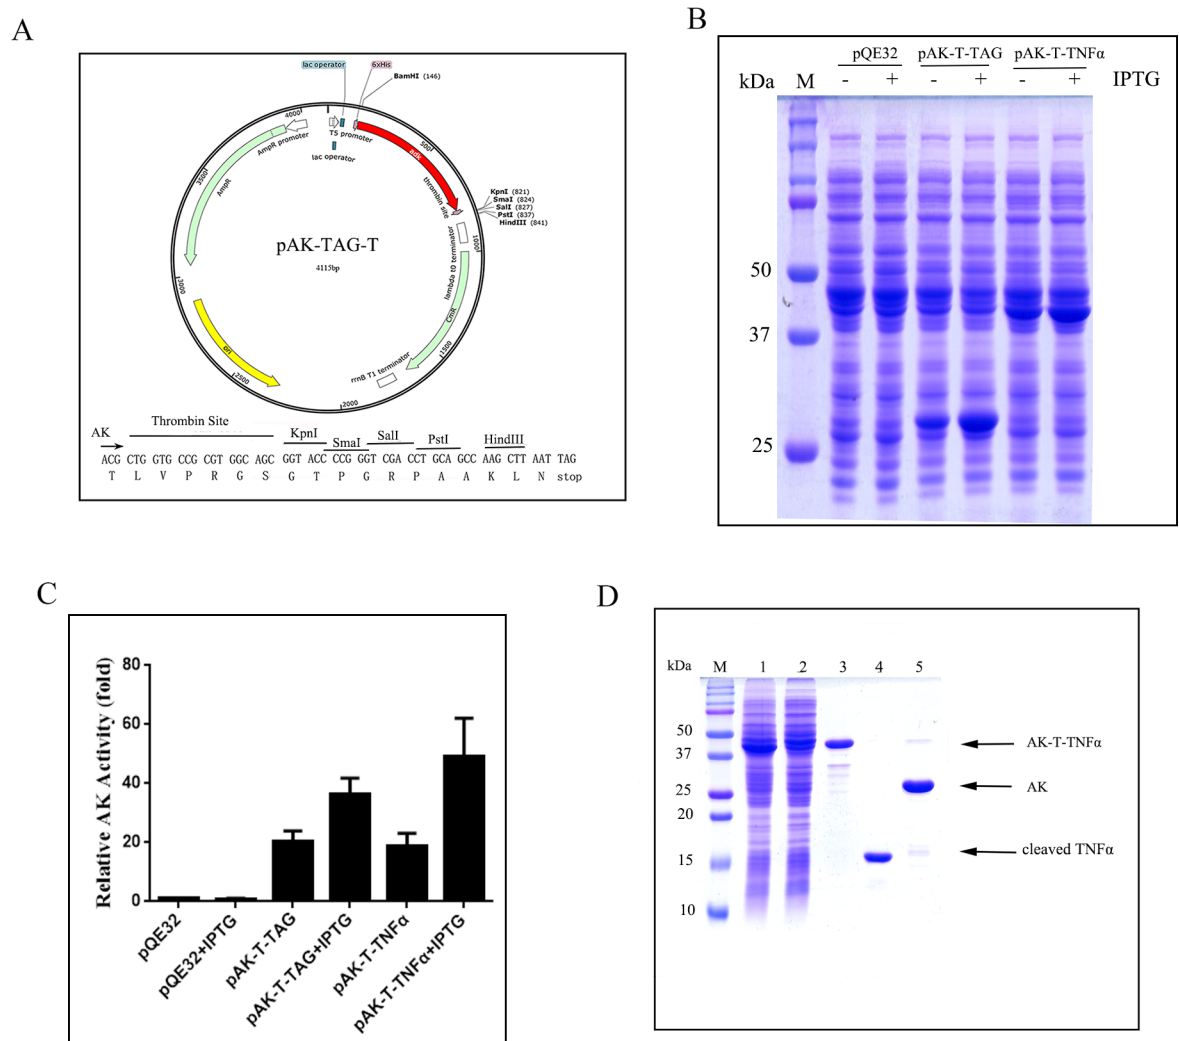 A
lac operator
6xHis
BamHI (146)
4000
T5 promoter
AmpR promoter
lac operator
500
adk
3500
AmpR
thrombin site
KpnI (821)
SmaI (824)
SalI (827)
PstI (837)
HindIII (841)
pAK-TAG-T
4115bp
1000
lambda t0 terminator
3000
CmR
ori
1500
rrnB T1 terminator
2500
2000
Thrombin Site
AK
KpnI
SmaI
SalI
PstI
HindIII
ACG CTG GTG CCG CGT GGC AGC GGT ACC CCG GGT CGA CCT GCA GCC AAG CTT AAT TAG
T L V P R G S G T P G R P A A K L N stop
B
pQE32 pAK-T-TAG pAK-T-TNFα
kDa M - + - + - + IPTG
50
37
25
C
Relative AK Activity (fold)
80
60
40
20
0
pQE32
pQE32+IPTG
pAK-T-TAG
pAK-T-TAG+IPTG
pAK-T-TNFα
pAK-T-TNFα+IPTG
D
kDa M 1 2 3 4 5
50
37
25
20
15
10
AK-T-TNFα
AK
cleaved TNFα